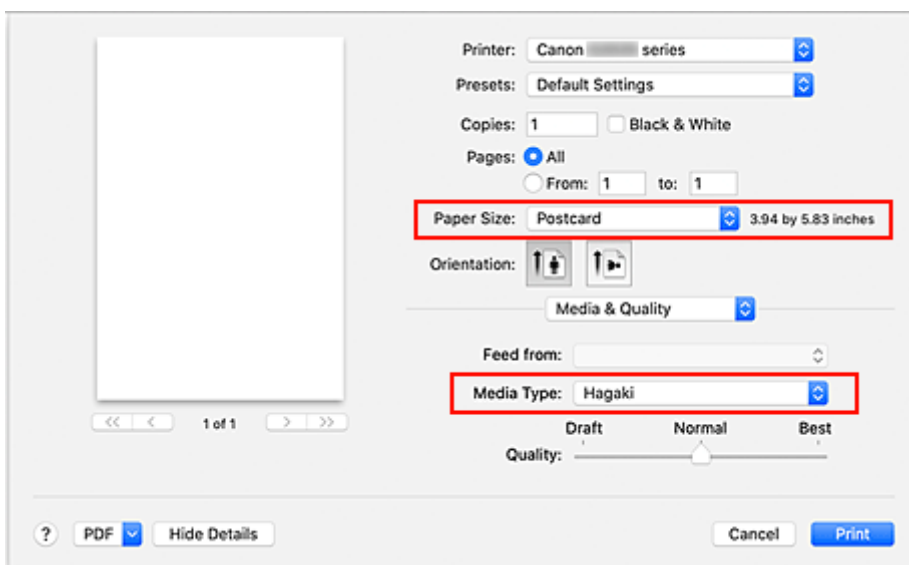 Printer: Canon series
Presets: Default Settings
Copies: 1 Black & White
Pages: All
From: 1 to: 1
Paper Size: Postcard 3.94 by 5.83 inches
Orientation:
Media & Quality
Feed from:
Media Type: Hagaki
Draft Normal Best
Quality:
<< < 1 of 1 > >>
? PDF Hide Details Cancel Print